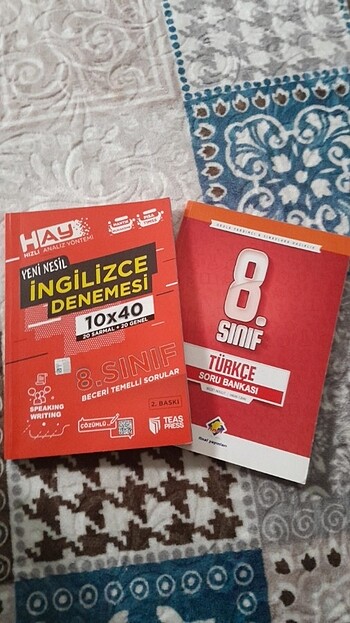 HAY
HIZLI ANALİZ YÖNTEMİ
YENİ NESİL
İNGİLİZCE
DENEMESİ
10x40
20 SARMAL + 20 GENEL
8.SINIF
BECERİ TEMELLİ SORULAR
2. BASKI
SPEAKING
WRITING
ÇÖZÜMLÜ
TEAS
PRESS
8.
SINIF
TÜRKÇE
SORU BANKASI